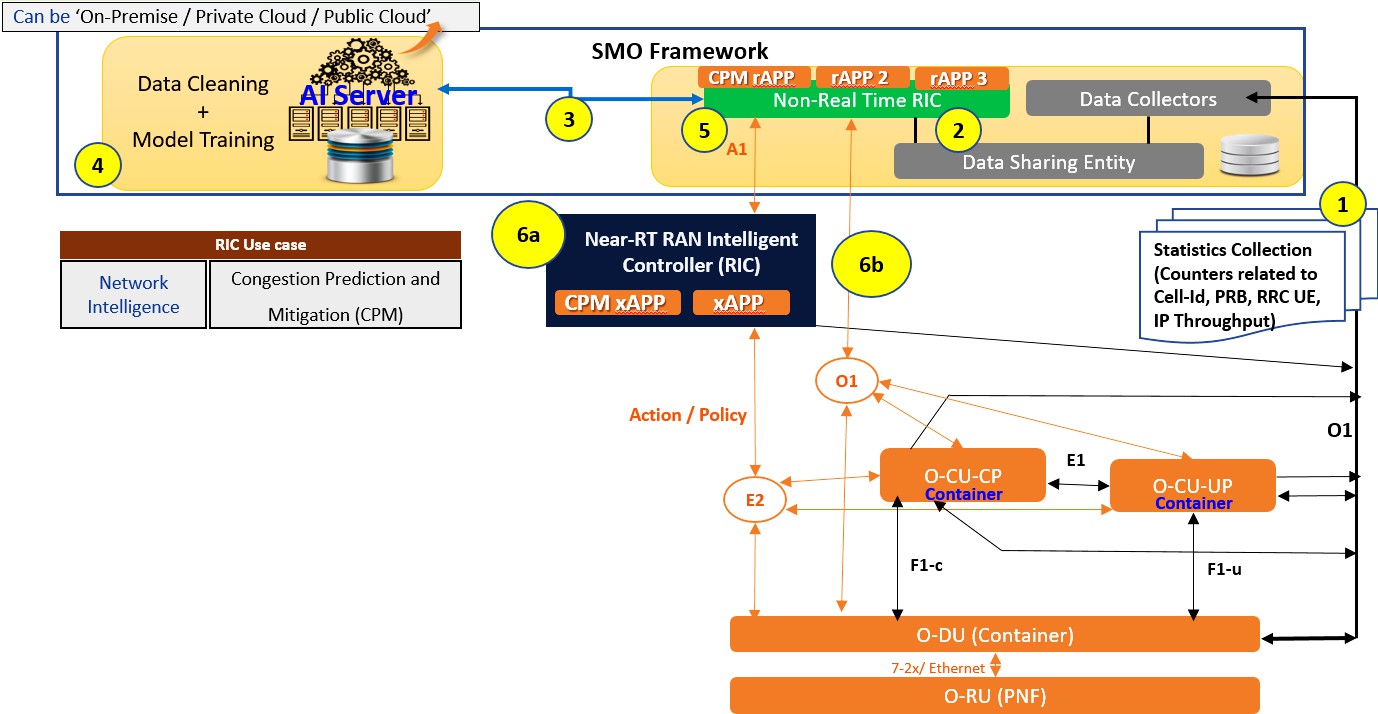 Can be ‘On-Premise / Private Cloud / Public Cloud’
SMO Framework
Data Cleaning
+
Model Training
AI Server
4
3
CPM rAPP
rAPP 2
rAPP 3
Non-Real Time RIC
5
2
Data Collectors
Data Sharing Entity
A1
1
Statistics Collection
(Counters related to
Cell-Id, PRB, RRC UE,
IP Throughput)
RIC Use case
Network
Intelligence
Congestion Prediction and
Mitigation (CPM)
6a
Near-RT RAN Intelligent
Controller (RIC)
CPM xAPP
xAPP
6b
O1
Action / Policy
O1
E2
O-CU-CP
Container
E1
O-CU-UP
Container
F1-c
F1-u
O-DU (Container)
7-2x/ Ethernet
O-RU (PNF)